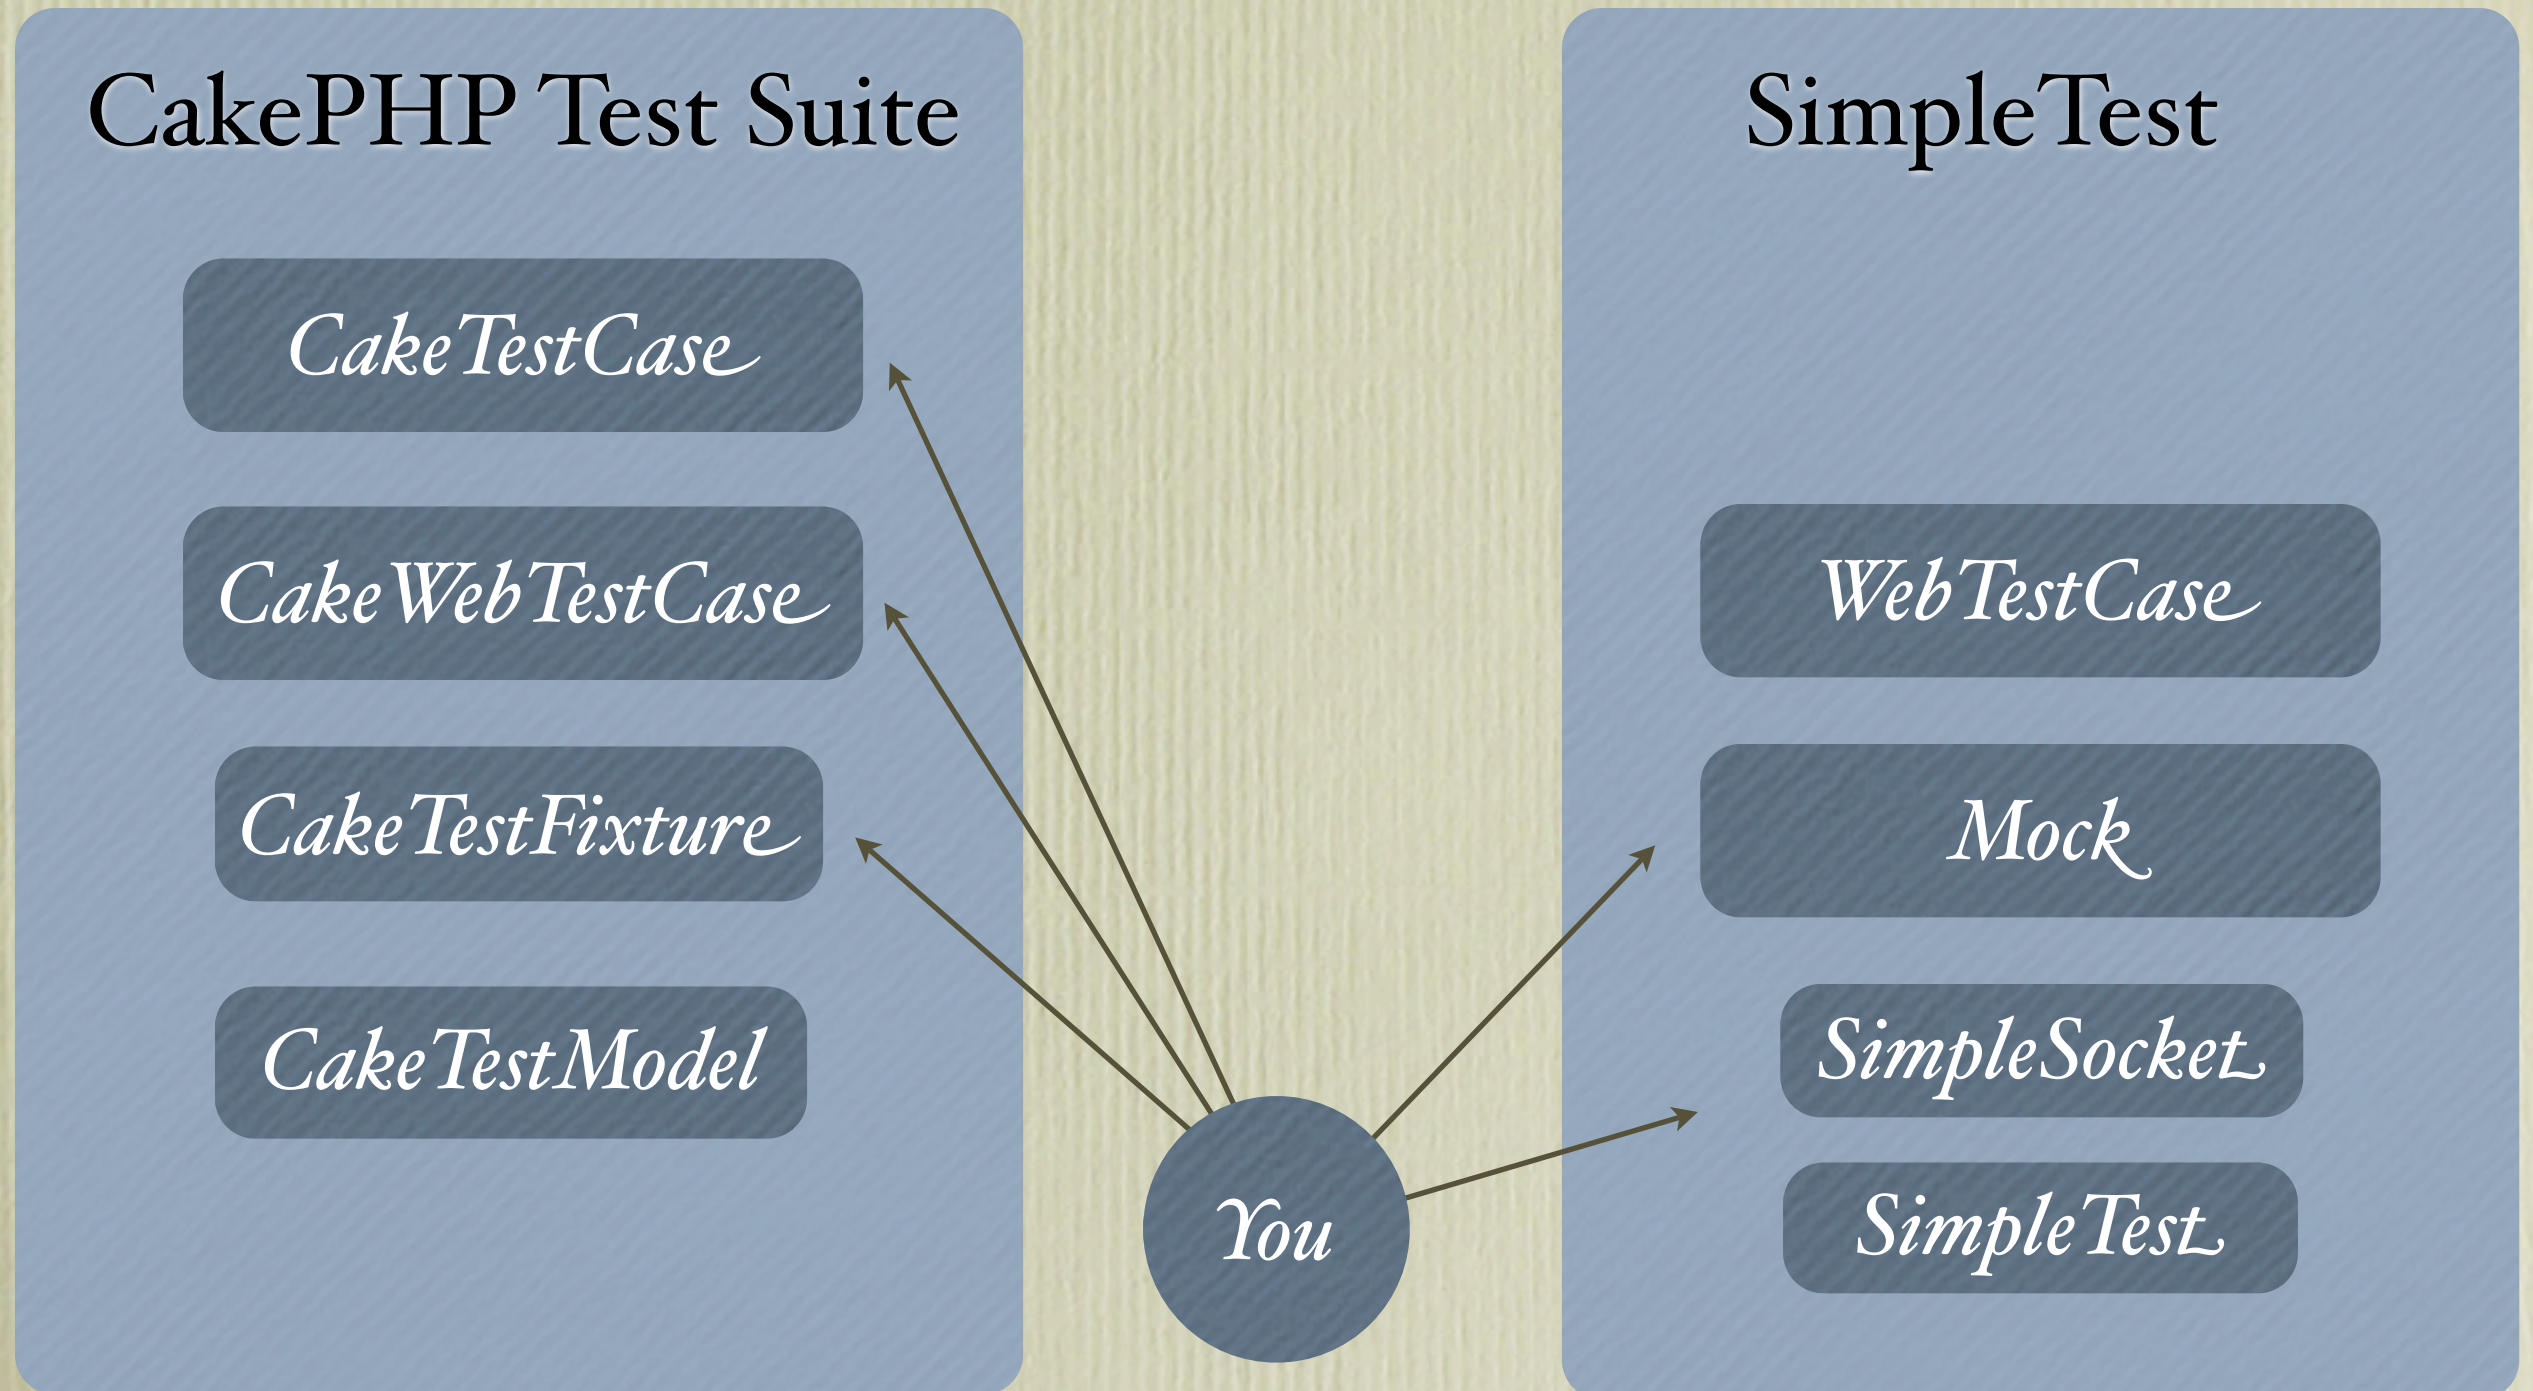 CakePHP Test Suite
CakeTestCase
CakeWebTestCase
CakeTestFixture
CakeTestModel
You
SimpleTest
WebTestCase
Mock
SimpleSocket
SimpleTest